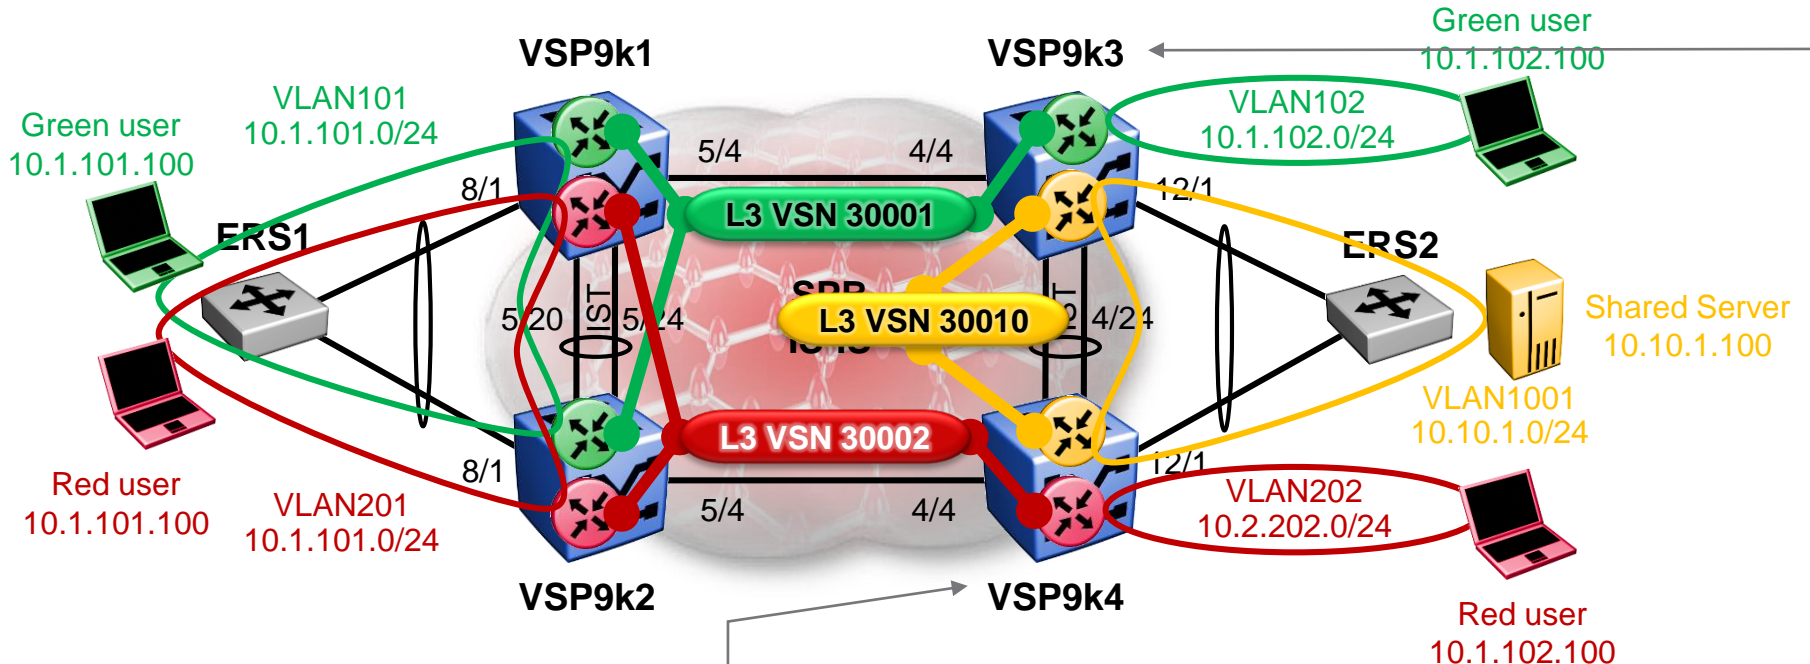 VSP9k1
VSP9k3
Green user
10.1.102.100
VLAN101
10.1.101.0/24
Green user
10.1.101.100
VLAN102
10.1.102.0/24
5/4
4/4
8/1
12/1
L3 VSN 30001
ERS1
ERS2
SPB
5/20
IST
5/24
L3 VSN 30010
4/24
Shared Server
10.10.1.100
VLAN1001
10.10.1.0/24
L3 VSN 30002
8/1
12/1
Red user
10.1.101.100
VLAN201
10.1.101.0/24
5/4
4/4
VLAN202
10.2.202.0/24
VSP9k2
VSP9k4
Red user
10.1.102.100